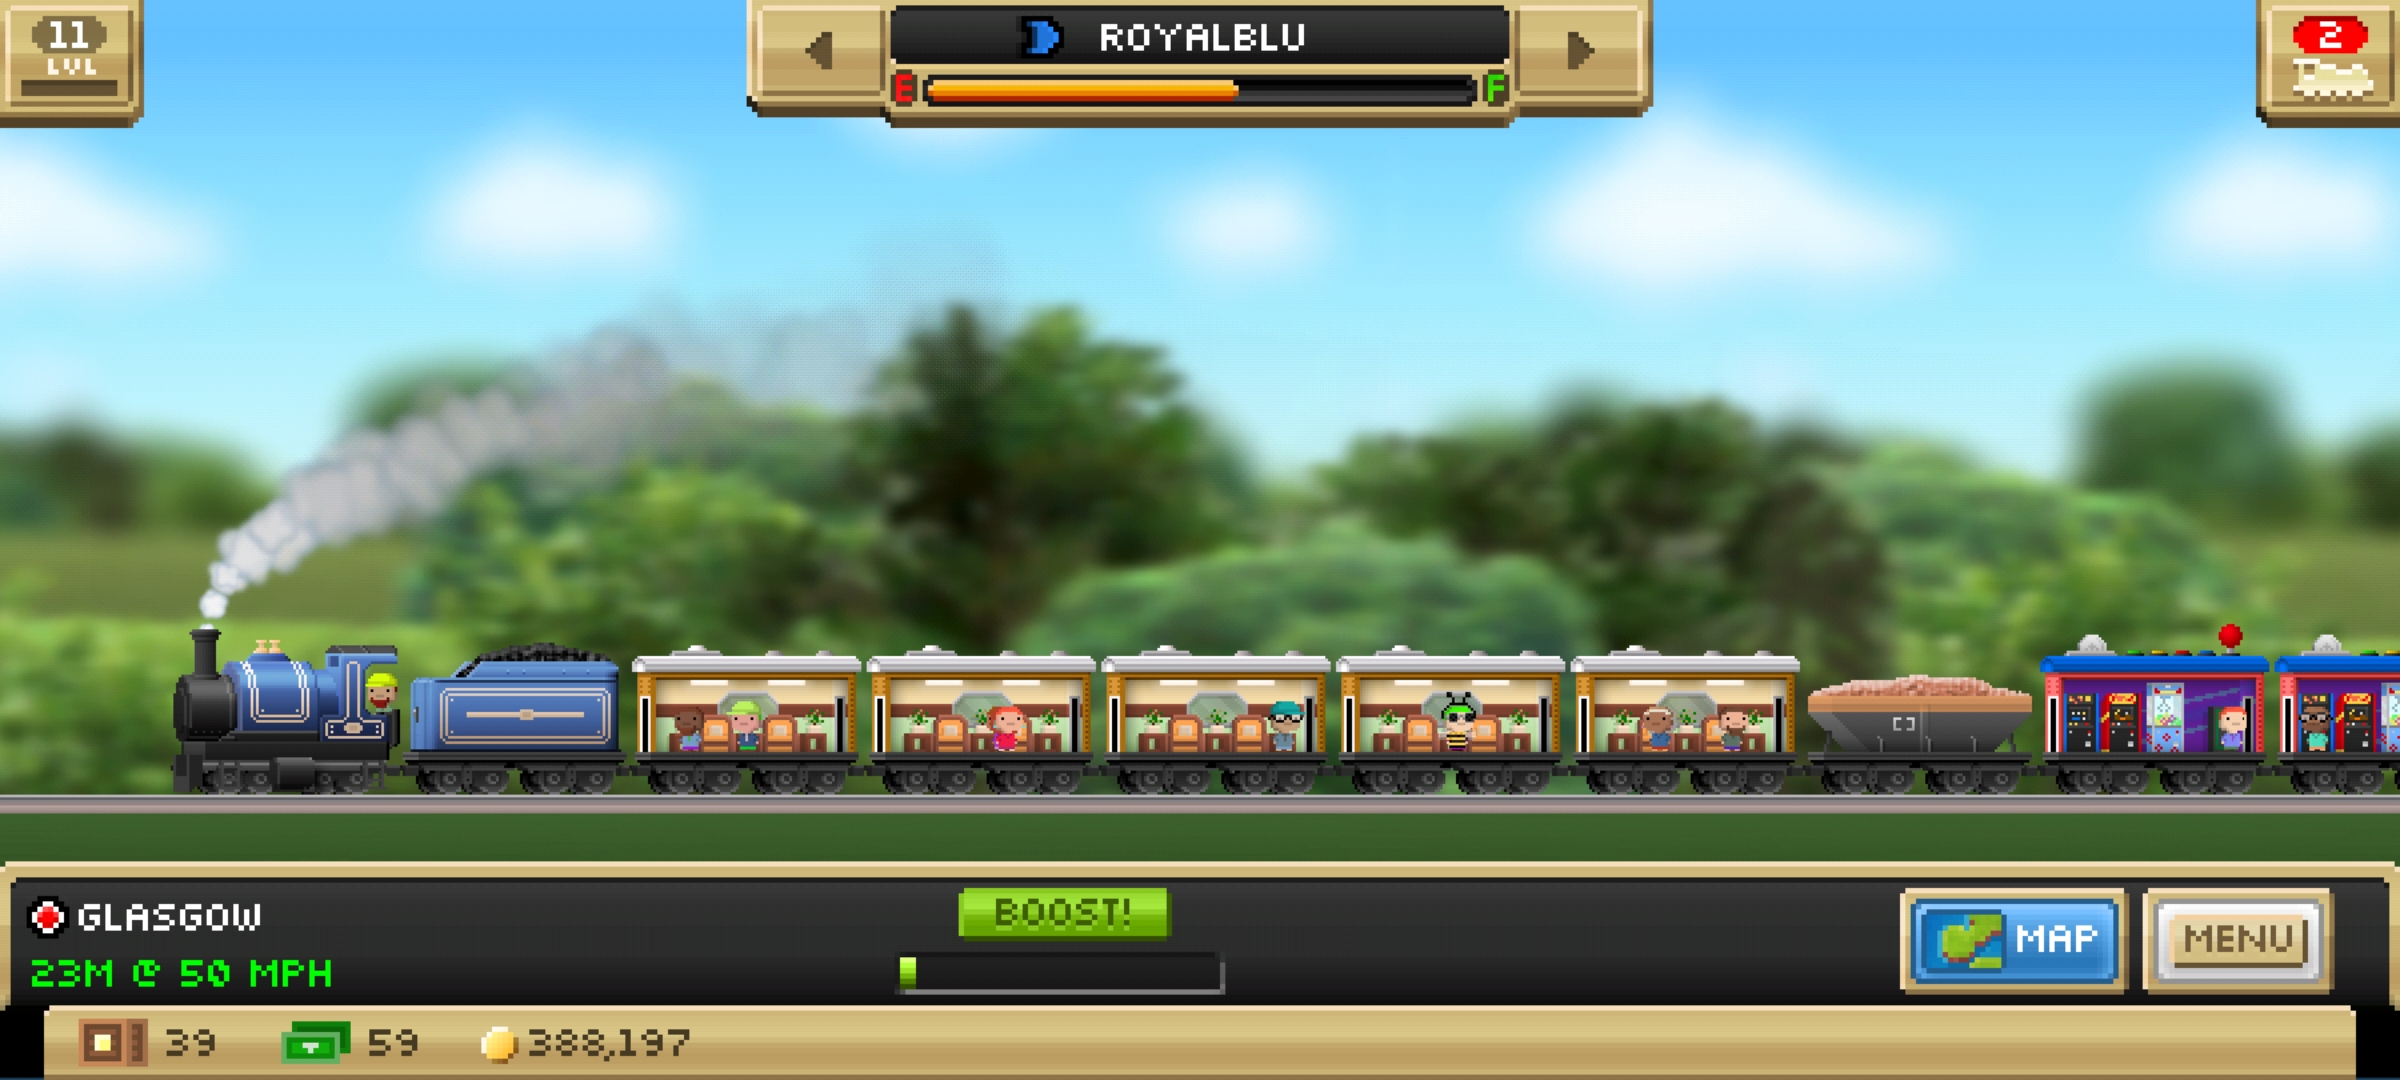 11
LVL
ROYALBLU
E F
2
GLASGOW
23M @ 50 MPH
BOOST!
MAP
MENU
39 59 388,197